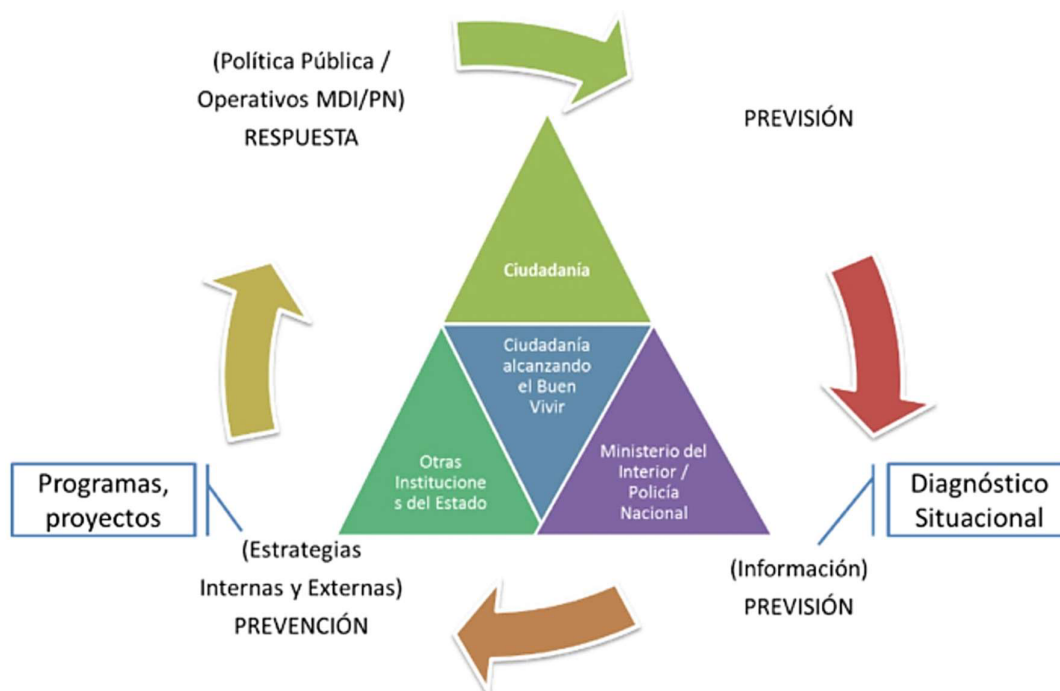 (Política Pública /
Operativos MDI/PN)
RESPUESTA
PREVISIÓN
Ciudadanía
Ciudadanía
alcanzando
el Buen
Vivir
Otras
Institucione
s del Estado
Ministerio del
Interior /
Policía
Nacional
Programas,
proyectos
Diagnóstico
Situacional
(Estrategias
Internas y Externas)
PREVENCIÓN
(Información)
PREVISIÓN